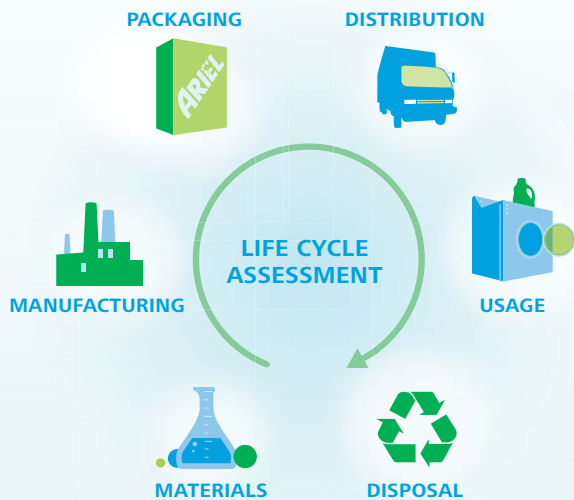 PACKAGING
DISTRIBUTION
ARIEL
LIFE CYCLE
ASSESSMENT
MANUFACTURING
USAGE
MATERIALS
DISPOSAL